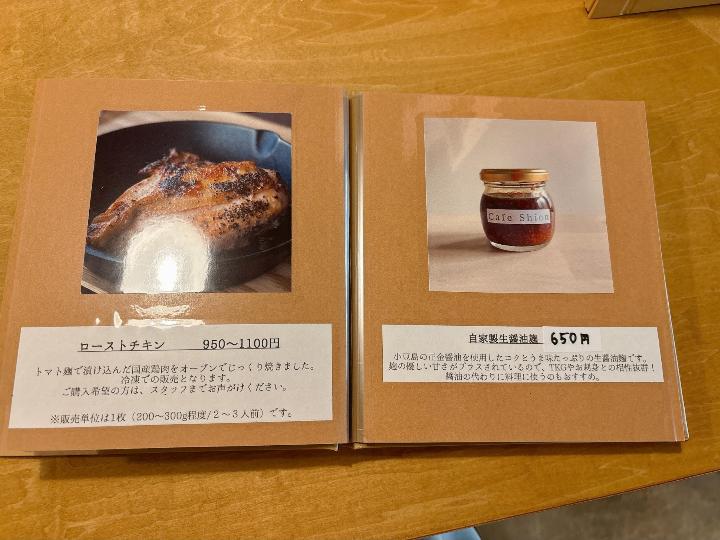 ローストチキン 950～1100円
トマト麹で漬け込んだ国産鶏肉をオーブンでじっくり焼きました。
冷凍での販売となります。
ご購入希望の方は、スタッフまでお声がけください。
※販売単位は1枚（200～300g程度/2～3人前）です。
Cafe Shion
自家製生醤油麹 650円
小豆島の正金醤油を使用したコクとうま味たっぷりの生醤油麹です。
麹の優しい甘さがプラスされているので、TKGやお刺身との相性抜群！
醤油の代わりに料理に使うのもおすすめ。